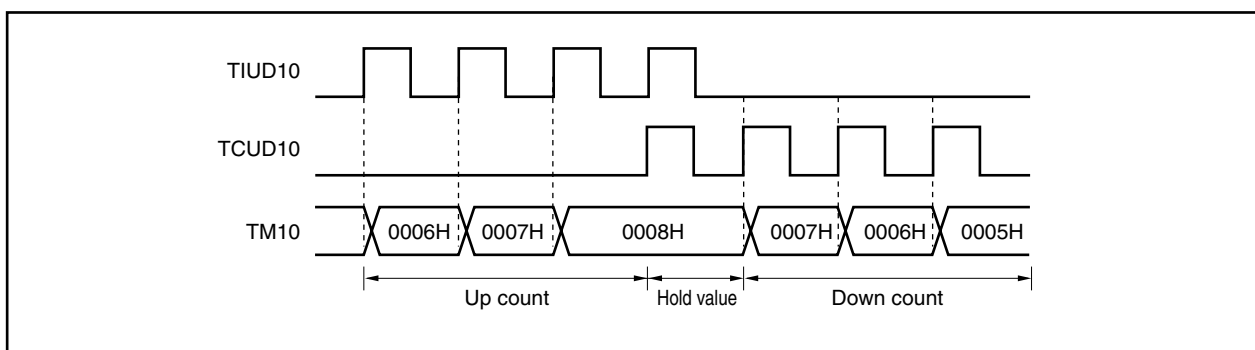 TIUD10
TCUD10
TM10 0006H 0007H 0008H 0007H 0006H 0005H
Up count Hold value Down count